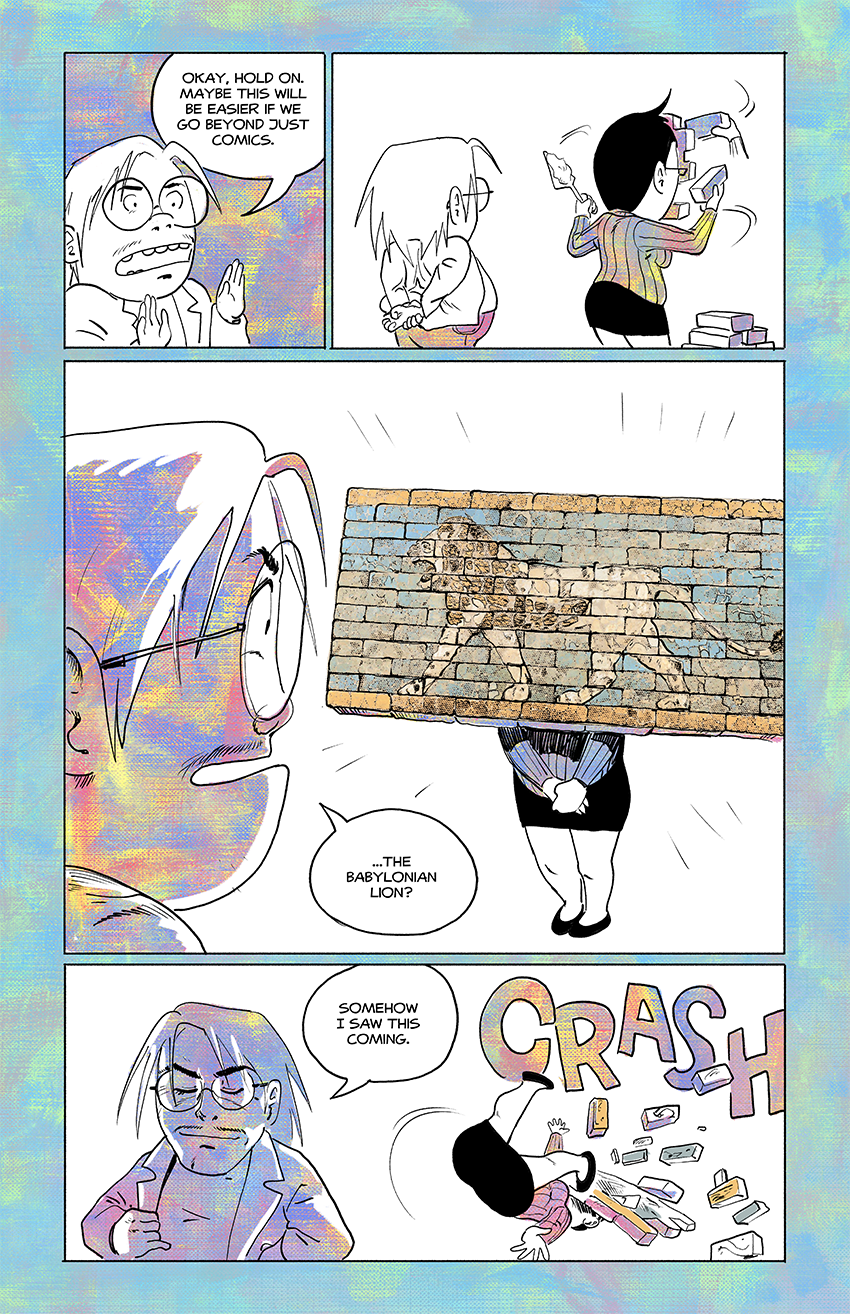 OKAY, HOLD ON.
MAYBE THIS WILL
BE EASIER IF WE
GO BEYOND JUST
COMICS.
...THE
BABYLONIAN
LION?
SOMEHOW
I SAW THIS
COMING.
CRASH